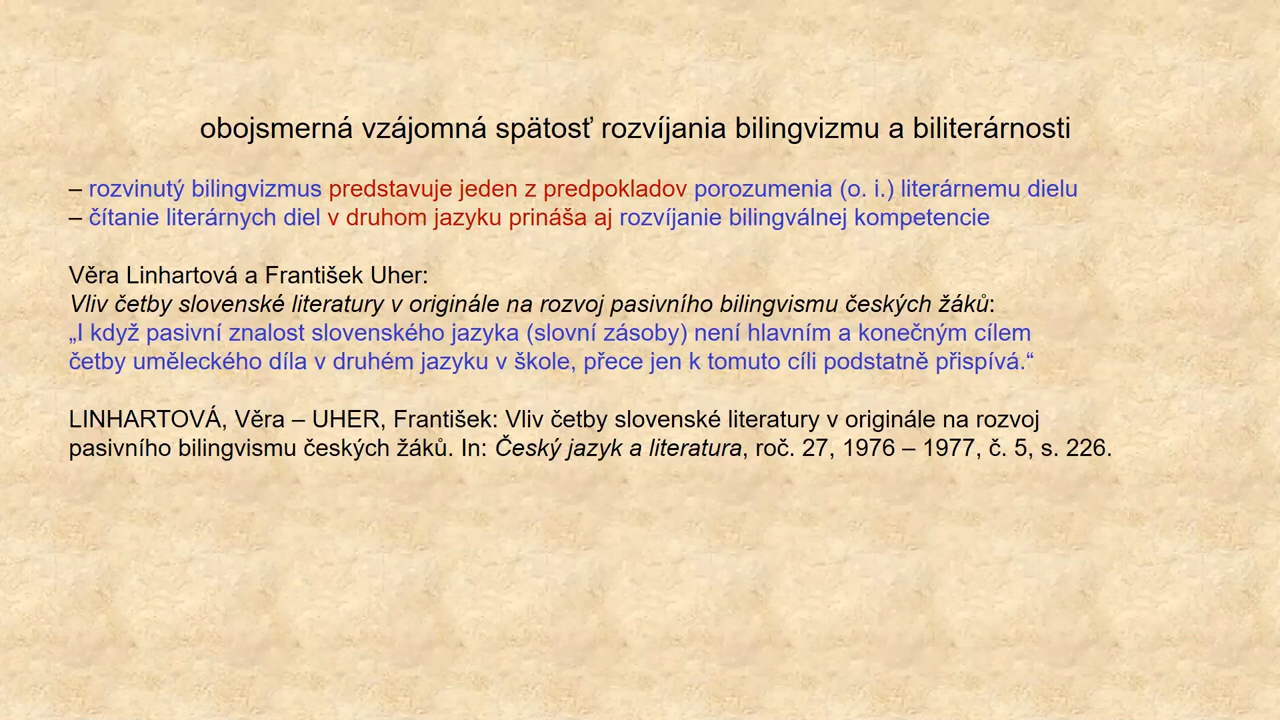 obojsmerná vzájomná spätosť rozvíjania bilingvizmu a biliterárnosti
– rozvinutý bilingvizmus predstavuje jeden z predpokladov porozumenia (o. i.) literárnemu dielu
– čítanie literárnych diel v druhom jazyku prináša aj rozvíjanie bilingválnej kompetencie
Věra Linhartová a František Uher:
Vliv četby slovenské literatury v originále na rozvoj pasivního bilingvismu českých žáků:
„I když pasivní znalost slovenského jazyka (slovní zásoby) není hlavním a konečným cílem
četby uměleckého díla v druhém jazyku v škole, přece jen k tomuto cíli podstatně přispívá.“
LINHARTOVÁ, Věra – UHER, František: Vliv četby slovenské literatury v originále na rozvoj
pasivního bilingvismu českých žáků. In: Český jazyk a literatura, roč. 27, 1976 – 1977, č. 5, s. 226.